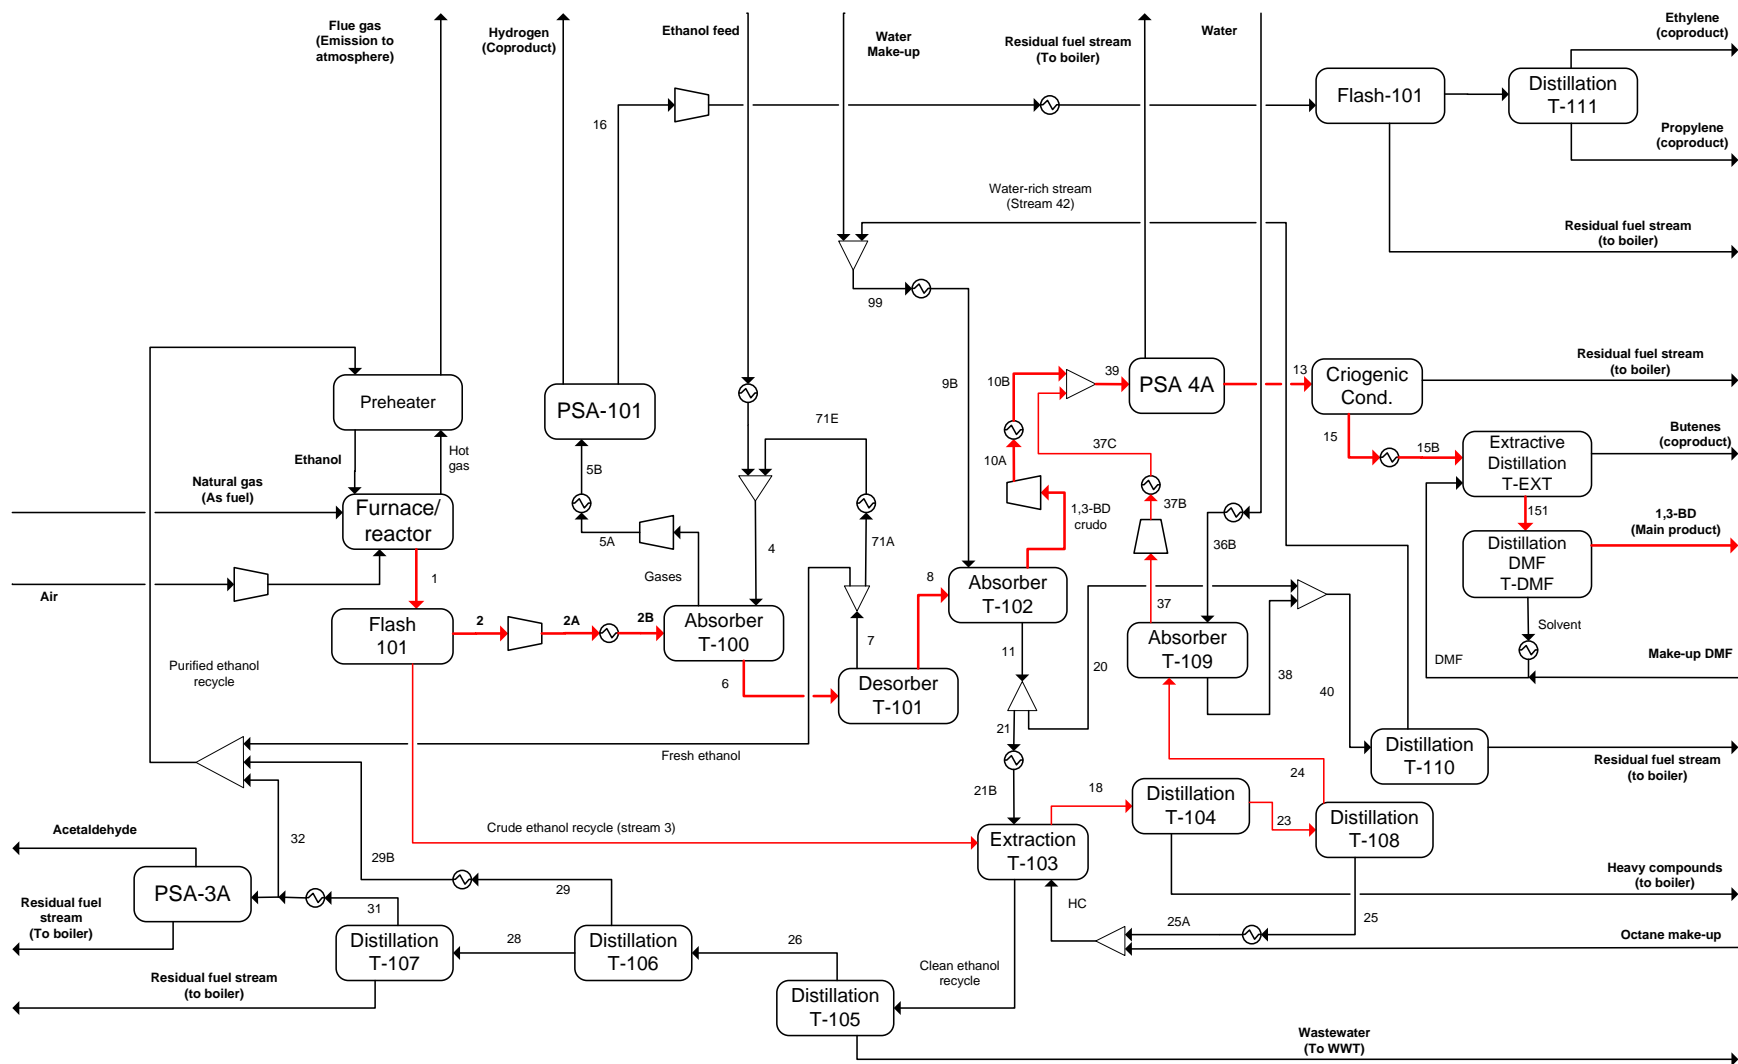 Flue gas
(Emission to
atmosphere)
Hydrogen
(Coproduct)
Ethanol feed
Water
Make-up
Residual fuel stream
(To boiler)
Water
Ethylene
(coproduct)
Flash-101
Distillation
T-111
16
Propylene
(coproduct)
Water-rich stream
(Stream 42)
Residual fuel stream
(to boiler)
99
Preheater
PSA-101
9B
10B
39
PSA 4A
13
Criogenic
Cond.
Residual fuel stream
(to boiler)
71E
37C
15
15B
Extractive
Distillation
T-EXT
Butenes
(coproduct)
Ethanol
Hot
gas
5B
10A
37B
Natural gas
(As fuel)
Furnace/
reactor
1,3-BD
crudo
151
1,3-BD
(Main product)
5A
4
71A
36B
Distillation
DMF
T-DMF
Air
1
Gases
8
Absorber
T-102
37
Solvent
Flash
101
2
2A
2B
Absorber
T-100
7
11
20
Absorber
T-109
38
40
DMF
Make-up DMF
Purified ethanol
recycle
6
Desorber
T-101
21
Fresh ethanol
Distillation
T-110
Residual fuel stream
(to boiler)
24
21B
18
Distillation
T-104
23
Distillation
T-108
Crude ethanol recycle (stream 3)
Extraction
T-103
Acetaldehyde
32
29B
PSA-3A
29
Heavy compounds
(to boiler)
Residual fuel
stream
(To boiler)
31
HC
25A
25
Octane make-up
Distillation
T-107
28
Distillation
T-106
26
Clean ethanol
recycle
Residual fuel stream
(to boiler)
Distillation
T-105
Wastewater
(To WWT)